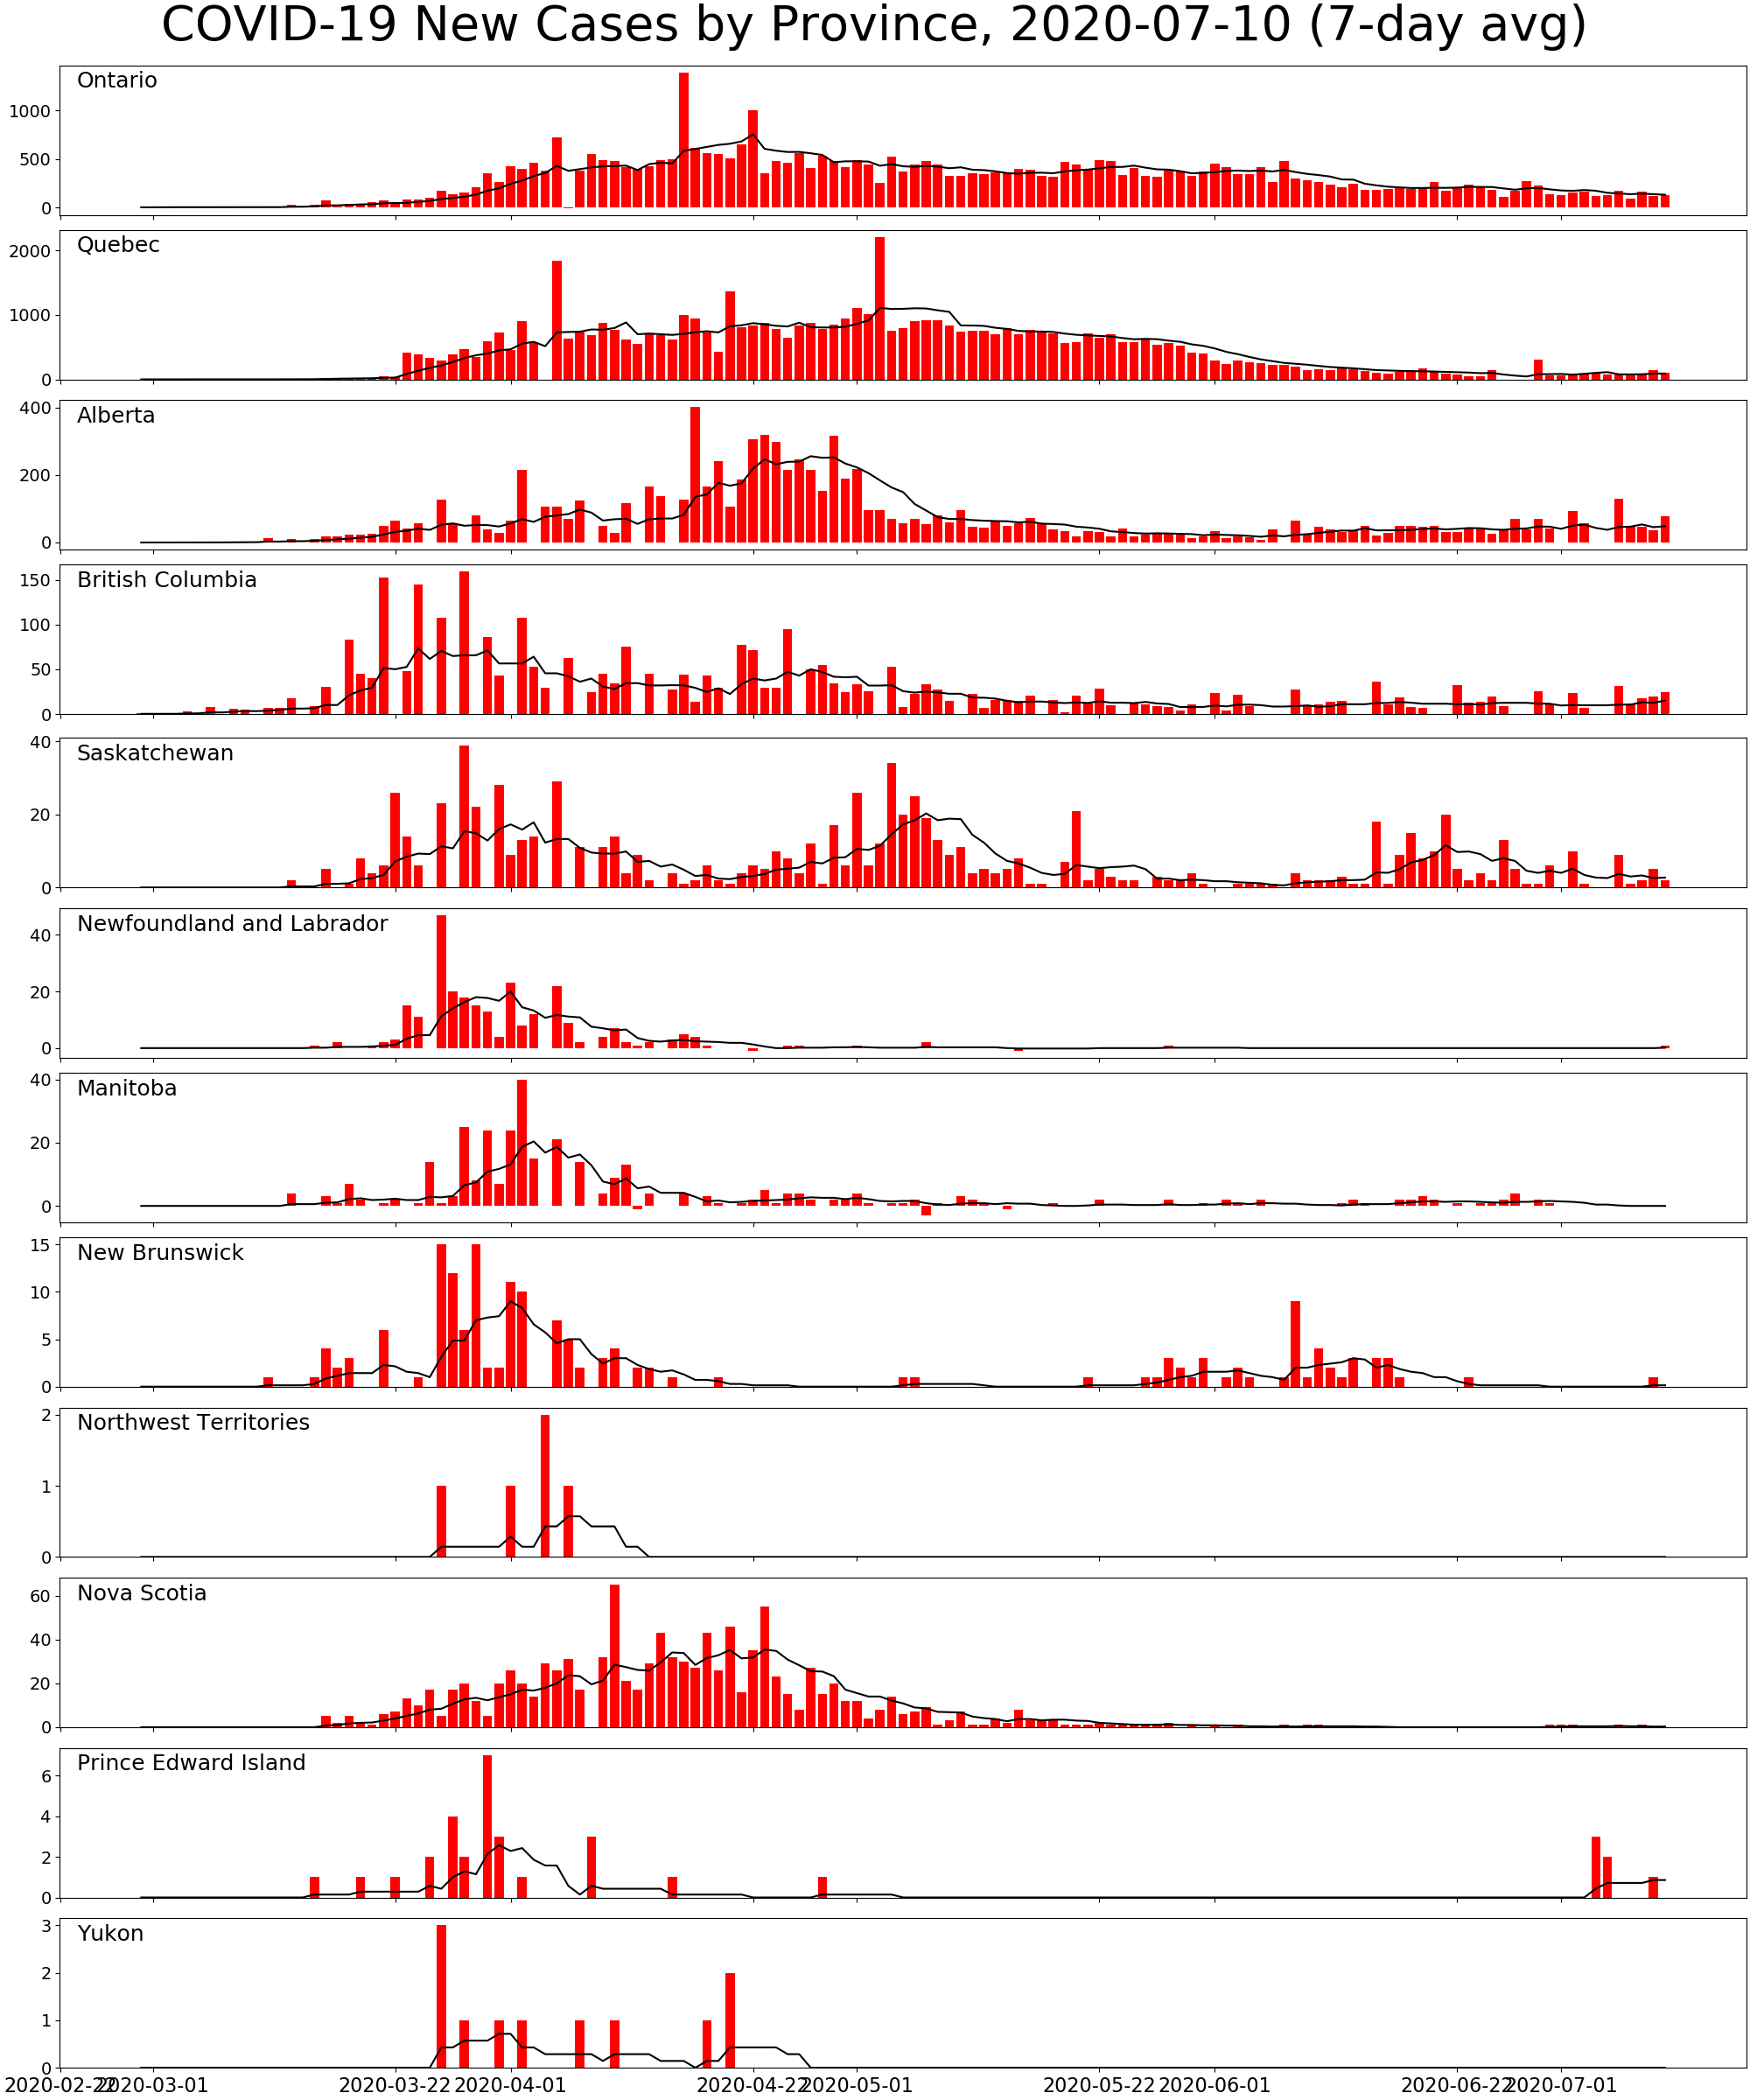 COVID-19 New Cases by Province, 2020-07-10 (7-day avg)
Ontario
1000
500
0
Quebec
2000
1000
0
Alberta
400
200
0
British Columbia
150
100
50
0
Saskatchewan
40
20
0
Newfoundland and Labrador
40
20
0
Manitoba
40
20
0
New Brunswick
15
10
5
0
Northwest Territories
2
1
0
Nova Scotia
60
40
20
0
Prince Edward Island
6
4
2
0
Yukon
3
2
1
0
2020-02-22 2020-03-01 2020-03-22 2020-04-01 2020-04-22 2020-05-01 2020-05-22 2020-06-01 2020-06-22 2020-07-01